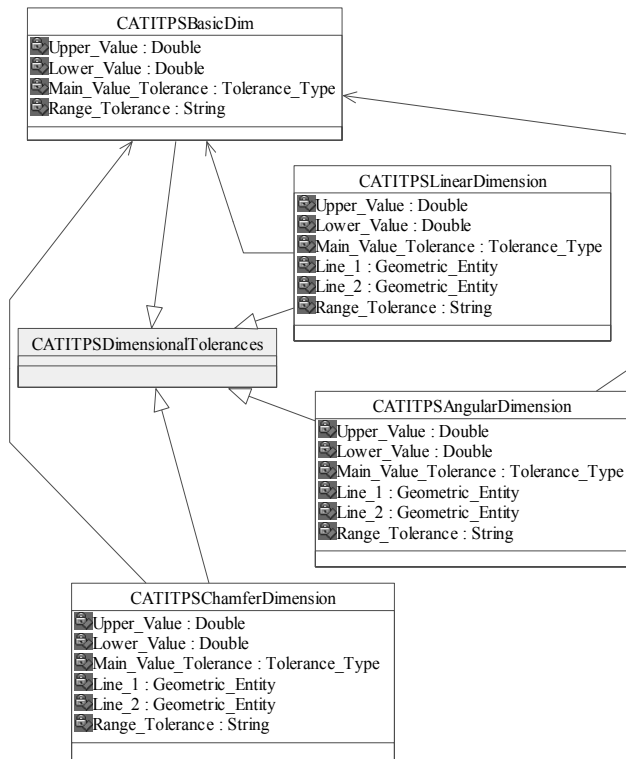 CATITPSBasicDim
Upper_Value : Double
Lower_Value : Double
Main_Value_Tolerance : Tolerance_Type
Range_Tolerance : String
CATITPSLinearDimension
Upper_Value : Double
Lower_Value : Double
Main_Value_Tolerance : Tolerance_Type
Line_1 : Geometric_Entity
Line_2 : Geometric_Entity
Range_Tolerance : String
CATITPSDimensionalTolerances
CATITPSAngularDimension
Upper_Value : Double
Lower_Value : Double
Main_Value_Tolerance : Tolerance_Type
Line_1 : Geometric_Entity
Line_2 : Geometric_Entity
Range_Tolerance : String
CATITPSChamferDimension
Upper_Value : Double
Lower_Value : Double
Main_Value_Tolerance : Tolerance_Type
Line_1 : Geometric_Entity
Line_2 : Geometric_Entity
Range_Tolerance : String